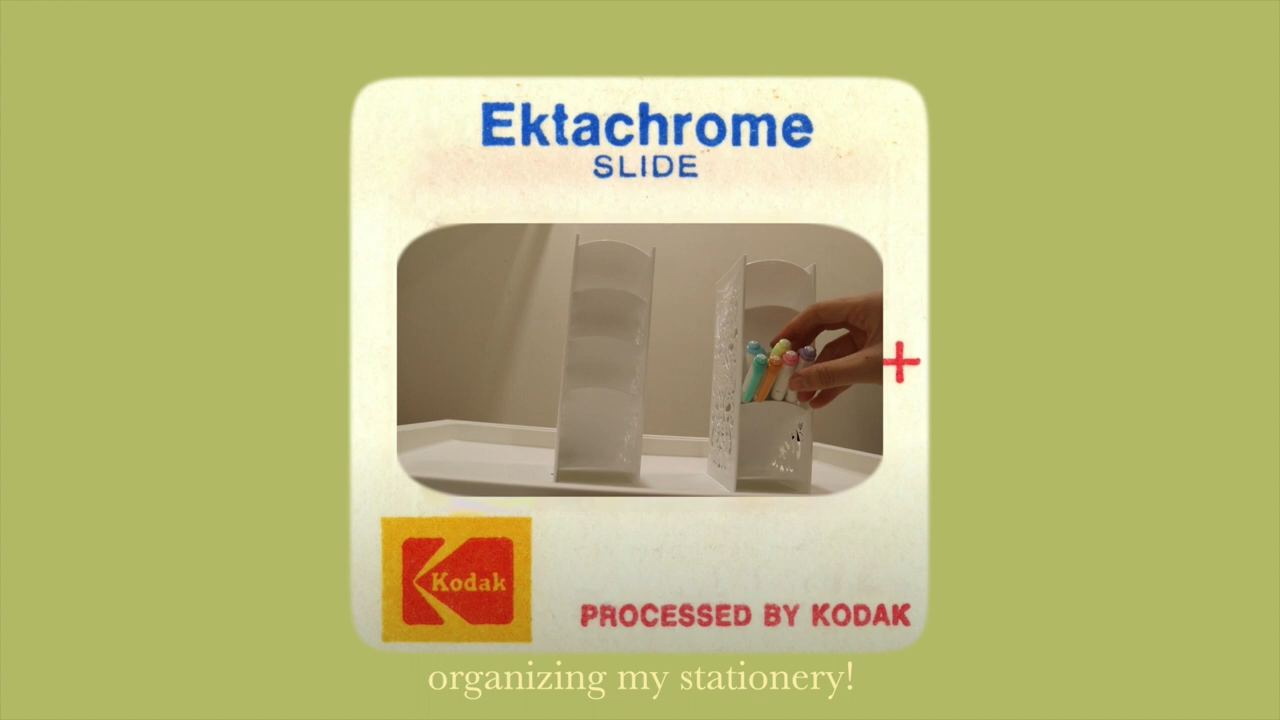 Ektachrome
SLIDE
+
Kodak
PROCESSED BY KODAK
organizing my stationery!